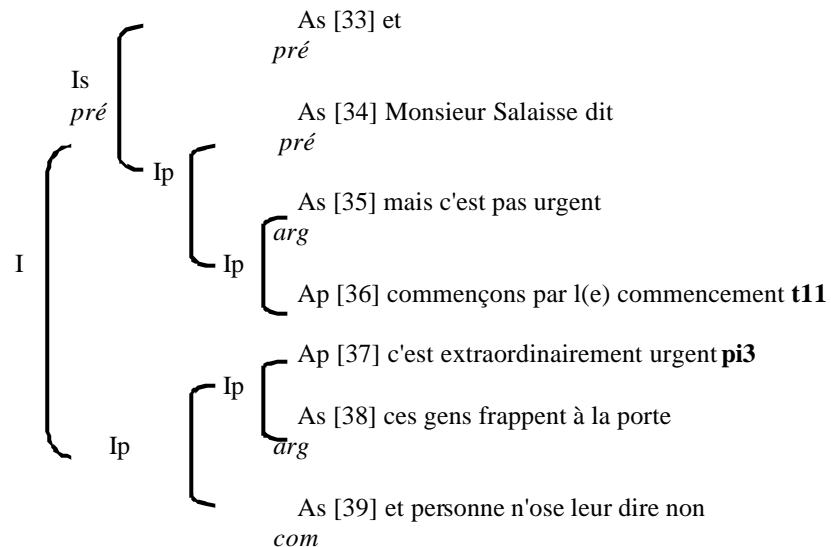 As [33] et
pré
Is
pré
As [34] Monsieur Salaisse dit
pré
Ip
As [35] mais c'est pas urgent
arg
I
Ip
Ap [36] commençons par l(e) commencement t11
Ap [37] c'est extraordinairement urgent pi3
Ip
As [38] ces gens frappent à la porte
Ip
arg
As [39] et personne n'ose leur dire non
com